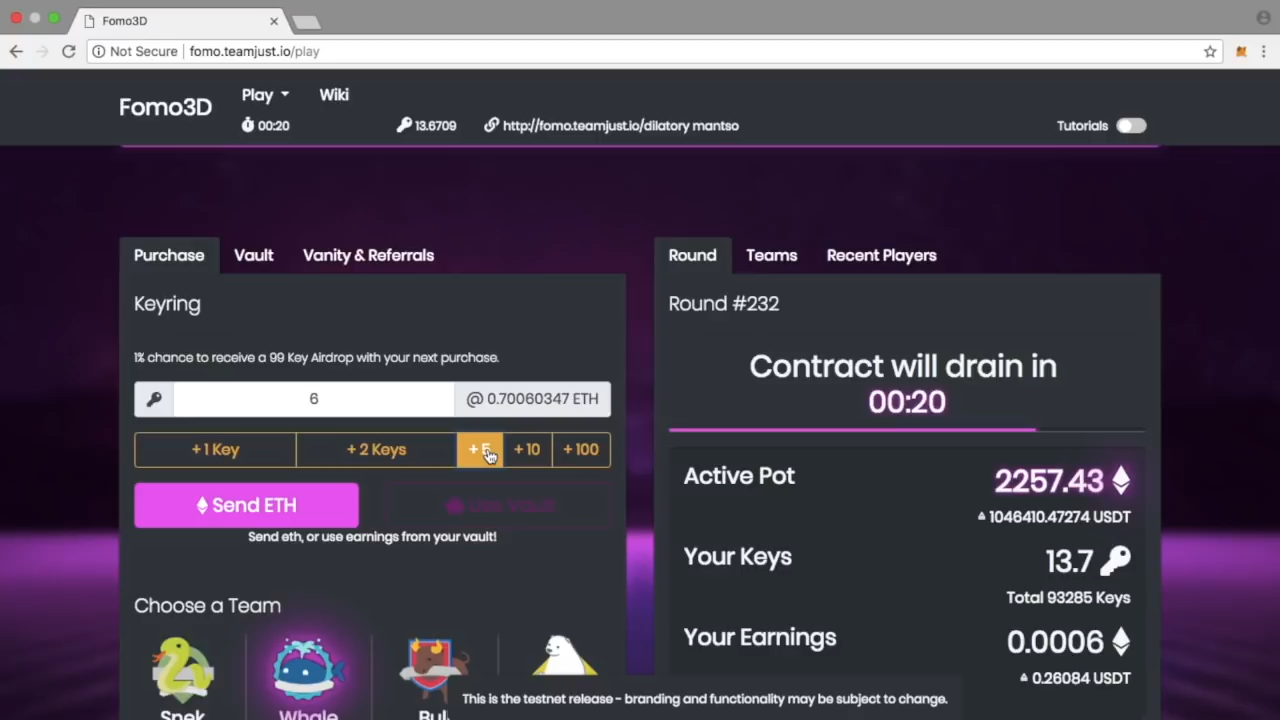 Fomo3D
Not Secure | fomo.teamjust.io/play
Fomo3D
Play
Wiki
00:20
13.6709
http://fomo.teamjust.io/dilatory mantso
Tutorials
Purchase
Vault
Vanity & Referrals
Keyring
1% chance to receive a 99 Key Airdrop with your next purchase.
6
@ 0.70060347 ETH
+ 1 Key
+ 2 Keys
+ 5
+ 10
+ 100
Send ETH
Use Vault
Send eth, or use earnings from your vault!
Choose a Team
Snek
Whale
Bull
Round
Teams
Recent Players
Round #232
Contract will drain in
00:20
Active Pot
2257.43
≙ 1046410.47274 USDT
Your Keys
13.7
Total 93285 Keys
Your Earnings
0.0006
≙ 0.26084 USDT
This is the testnet release - branding and functionality may be subject to change.